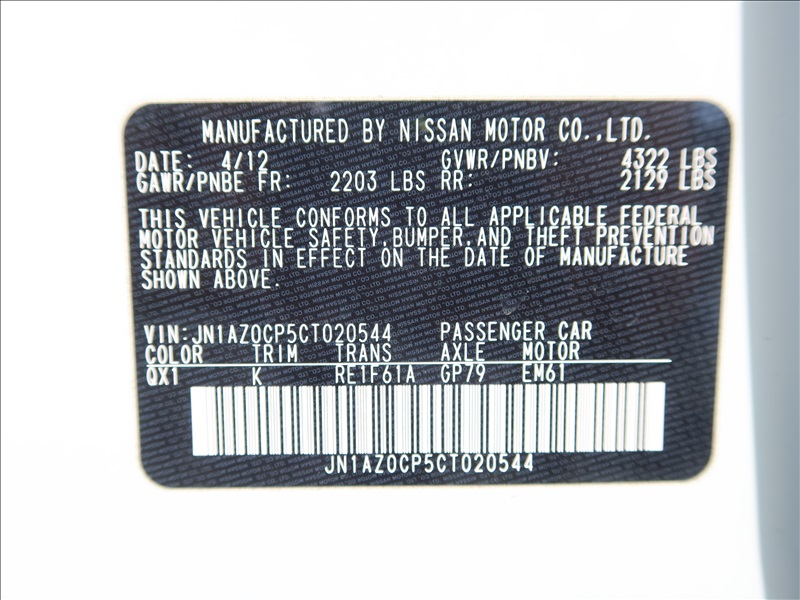 MANUFACTURED BY NISSAN MOTOR CO.,LTD.
DATE: 4/12 GVWR/PNBV: 4322 LBS
GAWR/PNBE FR: 2203 LBS RR: 2129 LBS
THIS VEHICLE CONFORMS TO ALL APPLICABLE FEDERAL
MOTOR VEHICLE SAFETY,BUMPER,AND THEFT PREVENTION
STANDARDS IN EFFECT ON THE DATE OF MANUFACTURE
SHOWN ABOVE.
VIN:JN1AZ0CP5CT020544 PASSENGER CAR
COLOR TRIM TRANS AXLE MOTOR
QX1 K RE1F61A GP79 EM61
JN1AZ0CP5CT020544